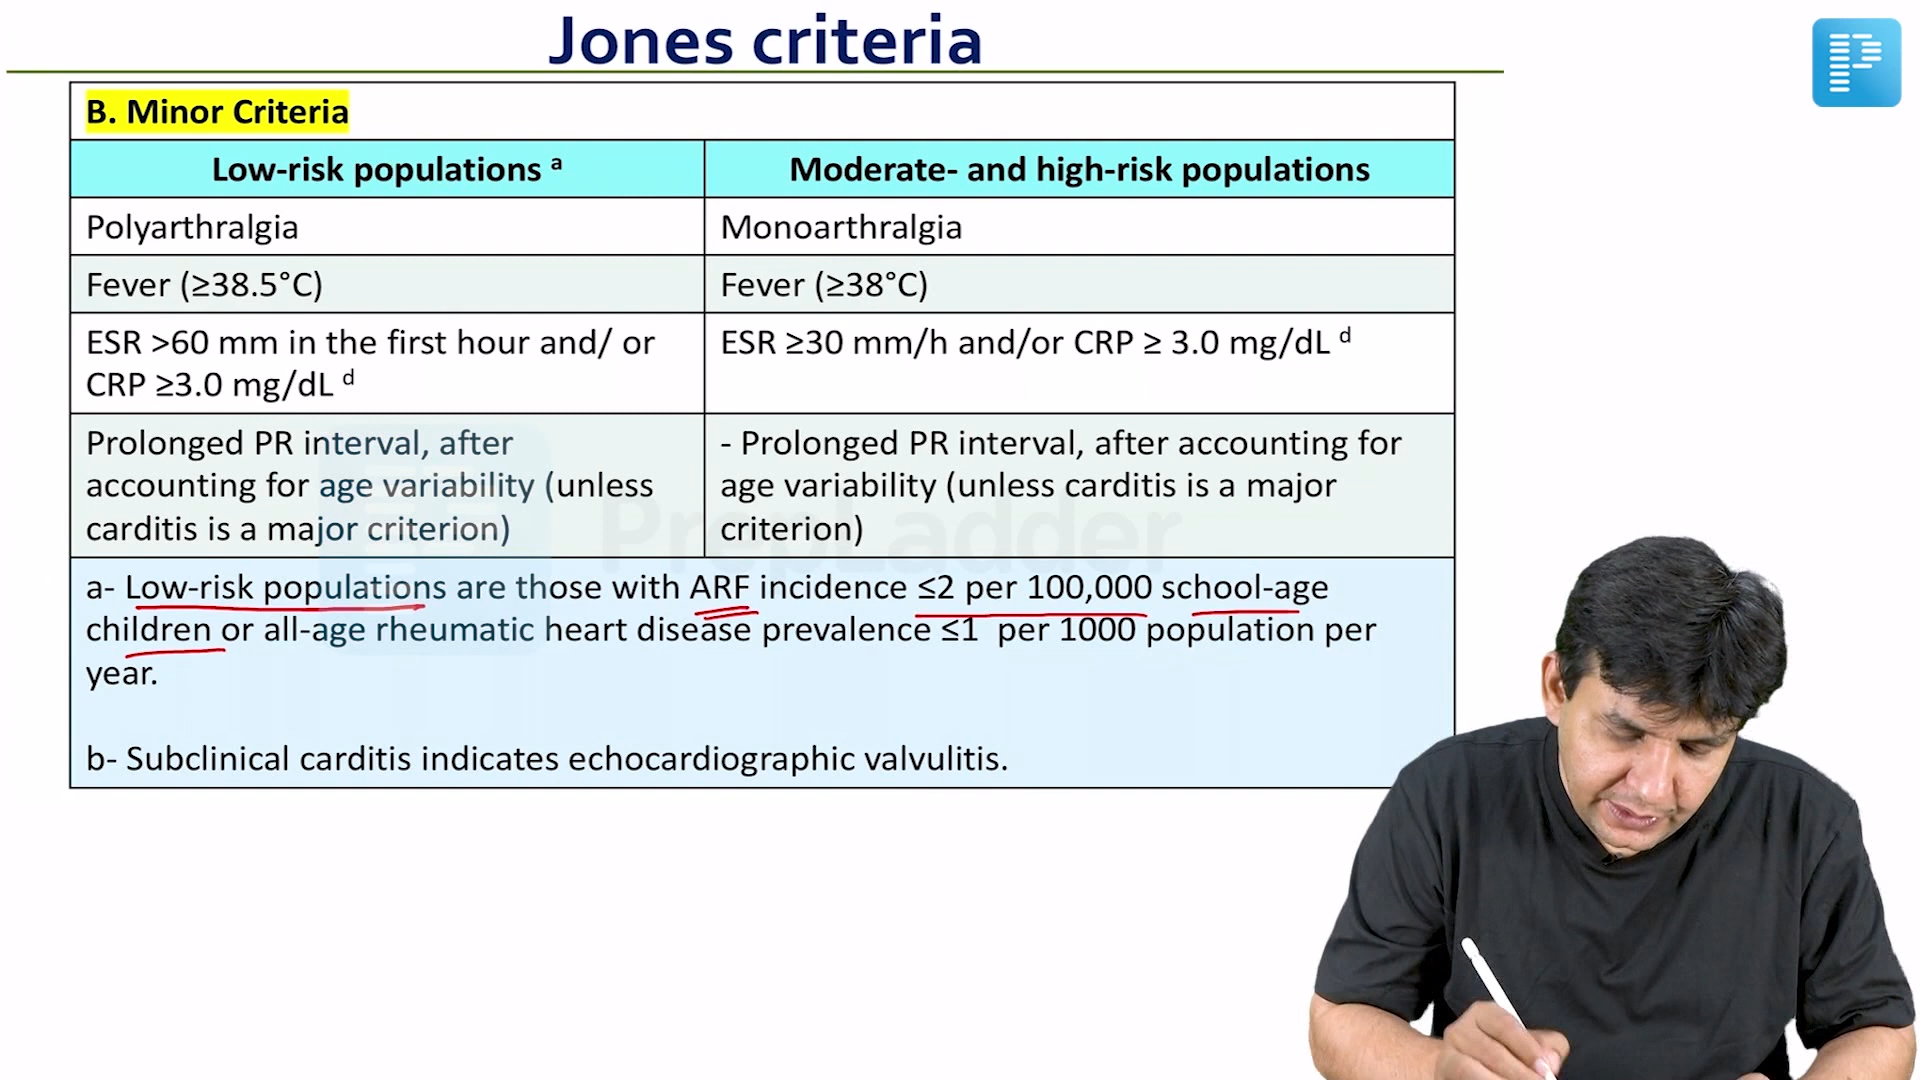 Jones criteria
B. Minor Criteria
Low-risk populations a
Moderate- and high-risk populations
Polyarthralgia
Monoarthralgia
Fever (≥38.5°C)
Fever (≥38°C)
ESR >60 mm in the first hour and/ or
CRP ≥3.0 mg/dL d
ESR ≥30 mm/h and/or CRP ≥ 3.0 mg/dL d
Prolonged PR interval, after
accounting for age variability (unless
carditis is a major criterion)
- Prolonged PR interval, after accounting for
age variability (unless carditis is a major
criterion)
PrepLadder
a- Low-risk populations are those with ARF incidence ≤2 per 100,000 school-age
children or all-age rheumatic heart disease prevalence ≤1 per 1000 population per
year.
b- Subclinical carditis indicates echocardiographic valvulitis.